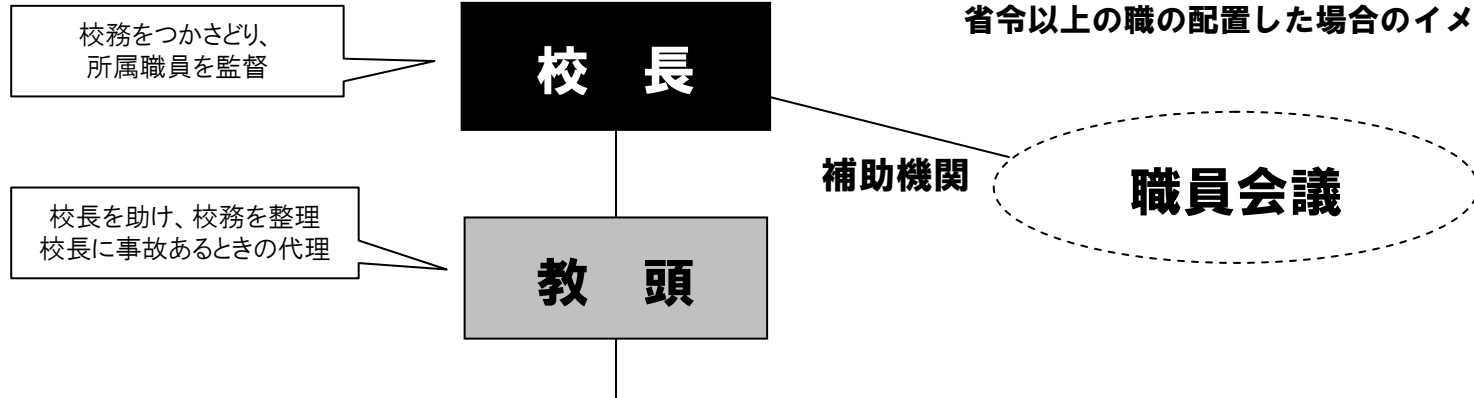 省令以上の職の配置した場合のイメ
校務をつかさどり、
所属職員を監督
校　長
補助機関
職員会議
校長を助け、校務を整理
校長に事故あるときの代理
教　頭